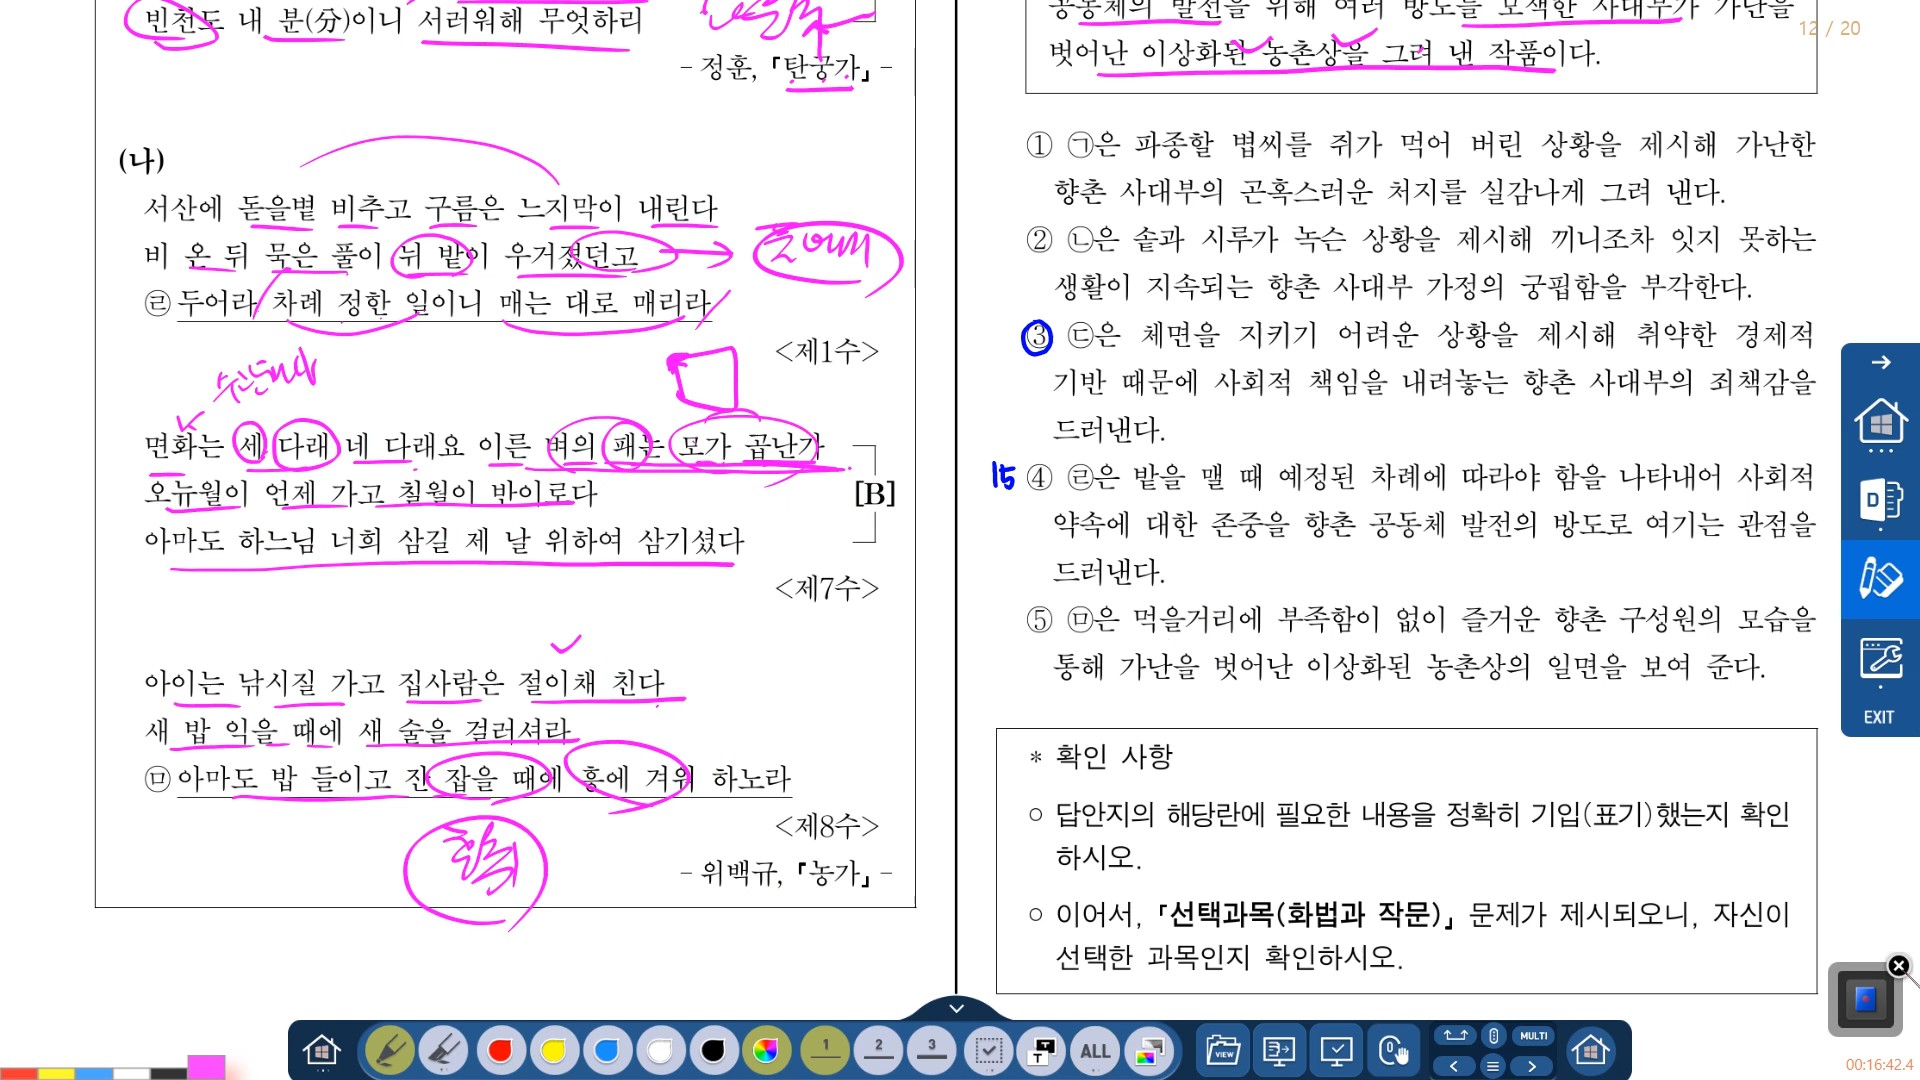 빈천도 내 분(分)이니 서러워해 무엇하리
- 정훈, 「탄궁가」 -
(나)
서산에 돋을볕 비추고 구름은 느지막이 내린다
비 온 뒤 묵은 풀이 뉘 밭이 우거졌던고
㉣ 두어라 차례 정한 일이니 매는 대로 매리라
<제1수>
면화는 세 다래 네 다래요 이른 벼의 패는 모가 곱난가
오뉴월이 언제 가고 칠월이 반이로다
아마도 하느님 너희 삼길 제 날 위하여 삼기셨다
[B]
<제7수>
아이는 낚시질 가고 집사람은 절이채 친다
새 밥 익을 때에 새 술을 걸러셔라
㉤ 아마도 밥 들이고 잔 잡을 때에 흥에 겨워 하노라
<제8수>
- 위백규, 「농가」 -
공동체의 발전을 위해 여러 방도를 모색한 사대부가 가난을
벗어난 이상화된 농촌상을 그려 낸 작품이다.
12 / 20
① ㉠은 파종할 볍씨를 쥐가 먹어 버린 상황을 제시해 가난한
향촌 사대부의 곤혹스러운 처지를 실감나게 그려 낸다.
② ㉡은 솥과 시루가 녹슨 상황을 제시해 끼니조차 잇지 못하는
생활이 지속되는 향촌 사대부 가정의 궁핍함을 부각한다.
③ ㉢은 체면을 지키기 어려운 상황을 제시해 취약한 경제적
기반 때문에 사회적 책임을 내려놓는 향촌 사대부의 죄책감을
드러낸다.
15
④ ㉣은 밭을 맬 때 예정된 차례에 따라야 함을 나타내어 사회적
약속에 대한 존중을 향촌 공동체 발전의 방도로 여기는 관점을
드러낸다.
⑤ ㉤은 먹을거리에 부족함이 없이 즐거운 향촌 구성원의 모습을
통해 가난을 벗어난 이상화된 농촌상의 일면을 보여 준다.
* 확인 사항
○ 답안지의 해당란에 필요한 내용을 정확히 기입(표기)했는지 확인
하시오.
○ 이어서, 「선택과목(화법과 작문)」 문제가 제시되오니, 자신이
선택한 과목인지 확인하시오.
EXIT
1 2 3 ALL VIEW MULTI
00:16:42.4